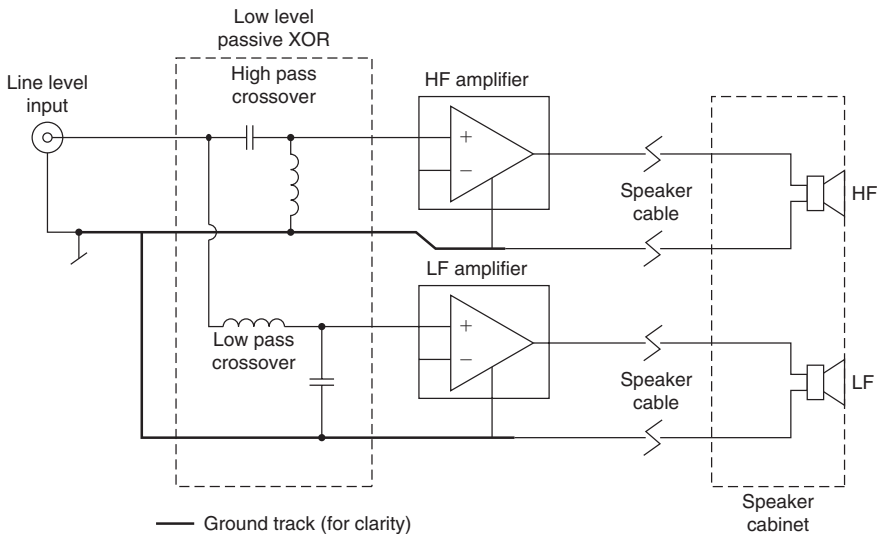 Low level
passive XOR
High pass
crossover
Line level
input
HF amplifier
+
−
Speaker
cable
HF
LF amplifier
+
−
Low pass
crossover
Speaker
cable
LF
Speaker
cabinet
Ground track (for clarity)